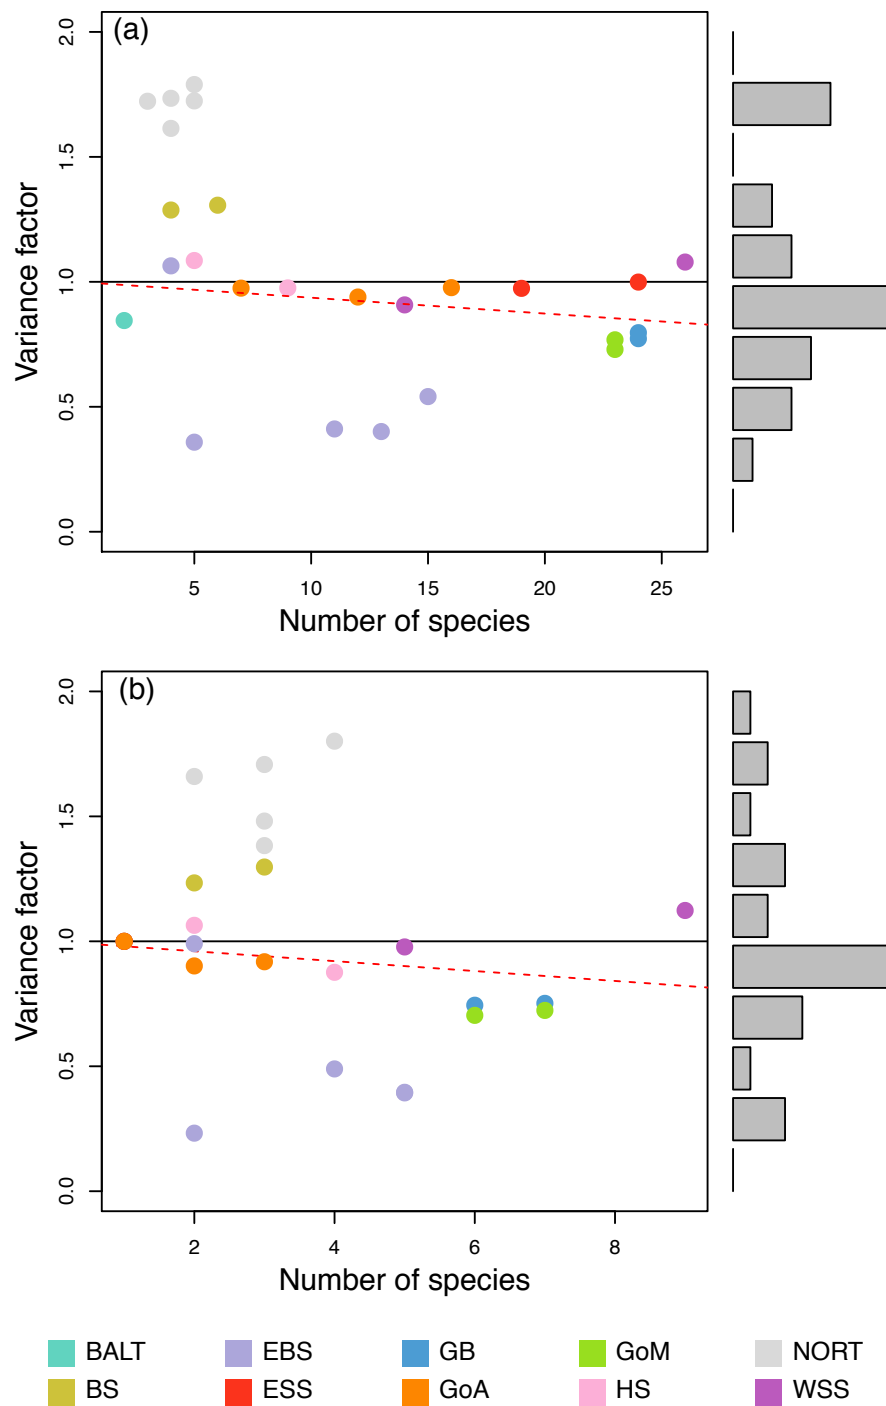 (a)
2.0
1.5
1.0
0.5
0.0
Variance factor
5 10 15 20 25
Number of species
(b)
2.0
1.5
1.0
0.5
0.0
Variance factor
2 4 6 8
Number of species
BALT EBS GB GoM NORT
BS ESS GoA HS WSS